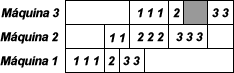 Máquina 3 1 1 1 2 3 3
Máquina 2 1 1 2 2 2 3 3 3
Máquina 1 1 1 1 2 3 3